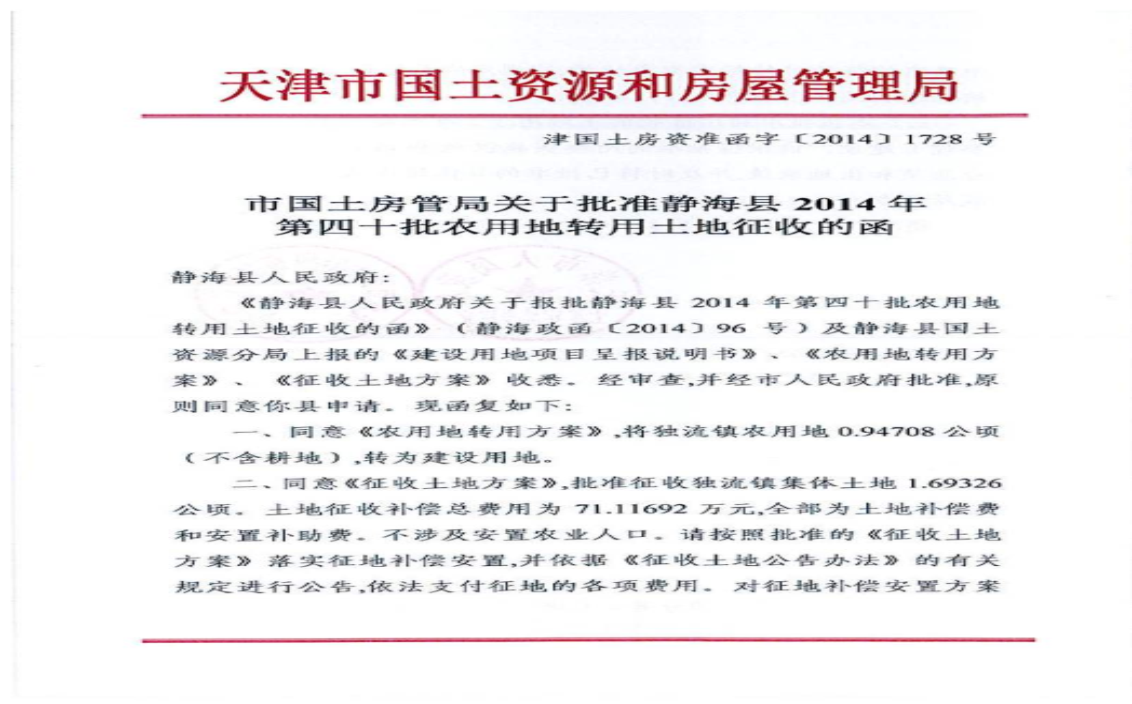 天津市国土资源和房屋管理局
津国土房资准函字〔2014〕1728 号
市国土房管局关于批准静海县 2014 年
第四十批农用地转用土地征收的函
静海县人民政府:
《静海县人民政府关于报批静海县 2014 年第四十批农用地
转用土地征收的函》（静海政函〔2014〕96 号）及静海县国土
资源分局上报的《建设用地项目呈报说明书》、《农用地转用方
案》、《征收土地方案》收悉。经审查,并经市人民政府批准,原
则同意你县申请。现函复如下:
一、同意《农用地转用方案》,将独流镇农用地 0.94708 公顷
（不含耕地）,转为建设用地。
二、同意《征收土地方案》,批准征收独流镇集体土地 1.69326
公顷。土地征收补偿总费用为 71.11692 万元,全部为土地补偿费
和安置补助费。不涉及安置农业人口。请按照批准的《征收土地
方案》落实征地补偿安置,并依据《征收土地公告办法》的有关
规定进行公告,依法支付征地的各项费用。对征地补偿安置方案